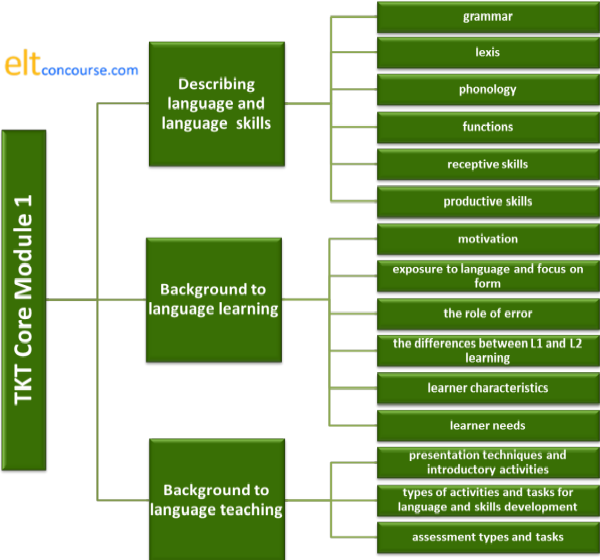 eltconcourse.com
TKT Core Module 1
Describing
language and
language skills
grammar
lexis
phonology
functions
receptive skills
productive skills
Background to
language learning
motivation
exposure to language and focus on
form
the role of error
the differences between L1 and L2
learning
learner characteristics
learner needs
Background to
language teaching
presentation techniques and
introductory activities
types of activities and tasks for
language and skills development
assessment types and tasks